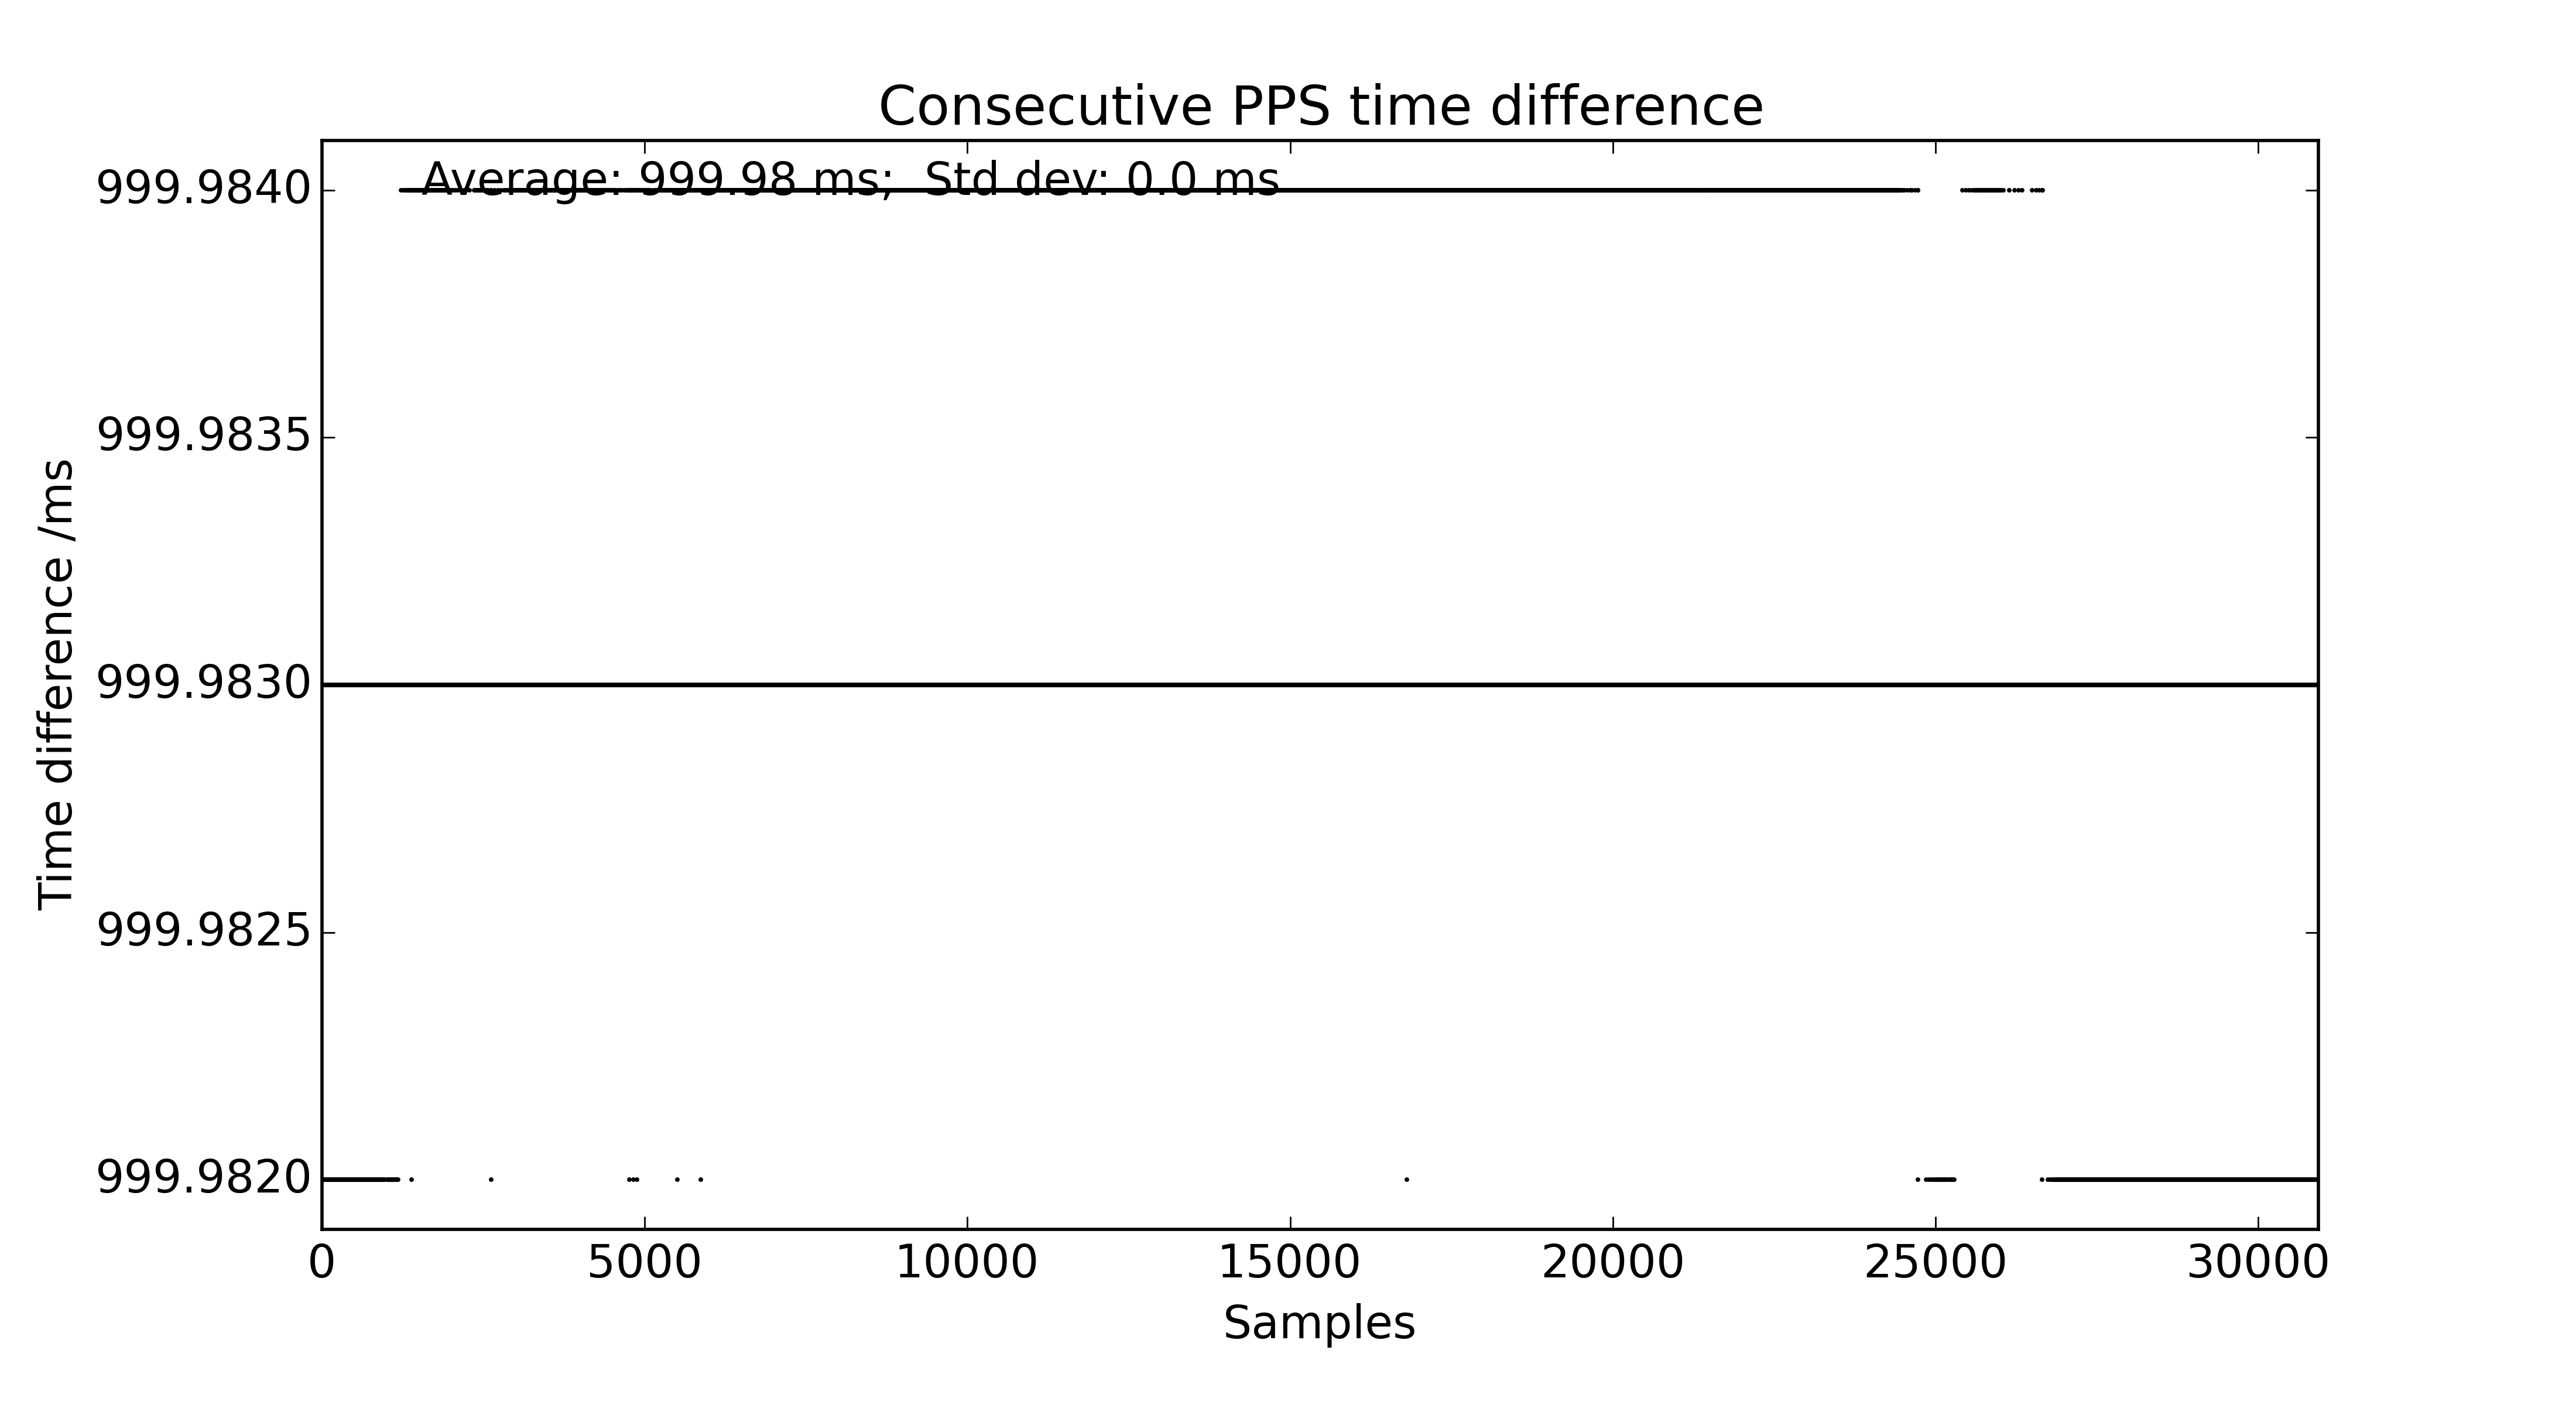 Consecutive PPS time difference
Average: 999.98 ms;  Std dev: 0.0 ms
999.9840
999.9835
999.9830
999.9825
999.9820
Time difference /ms
0 5000 10000 15000 20000 25000 30000
Samples